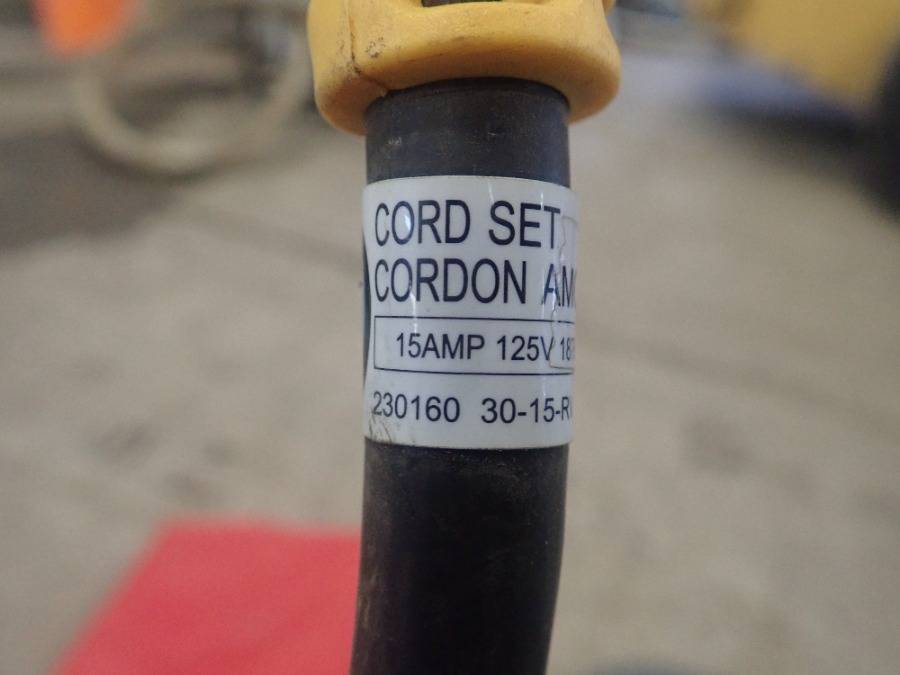 CORD SET
CORDON
15AMP 125V
230160 30-15-